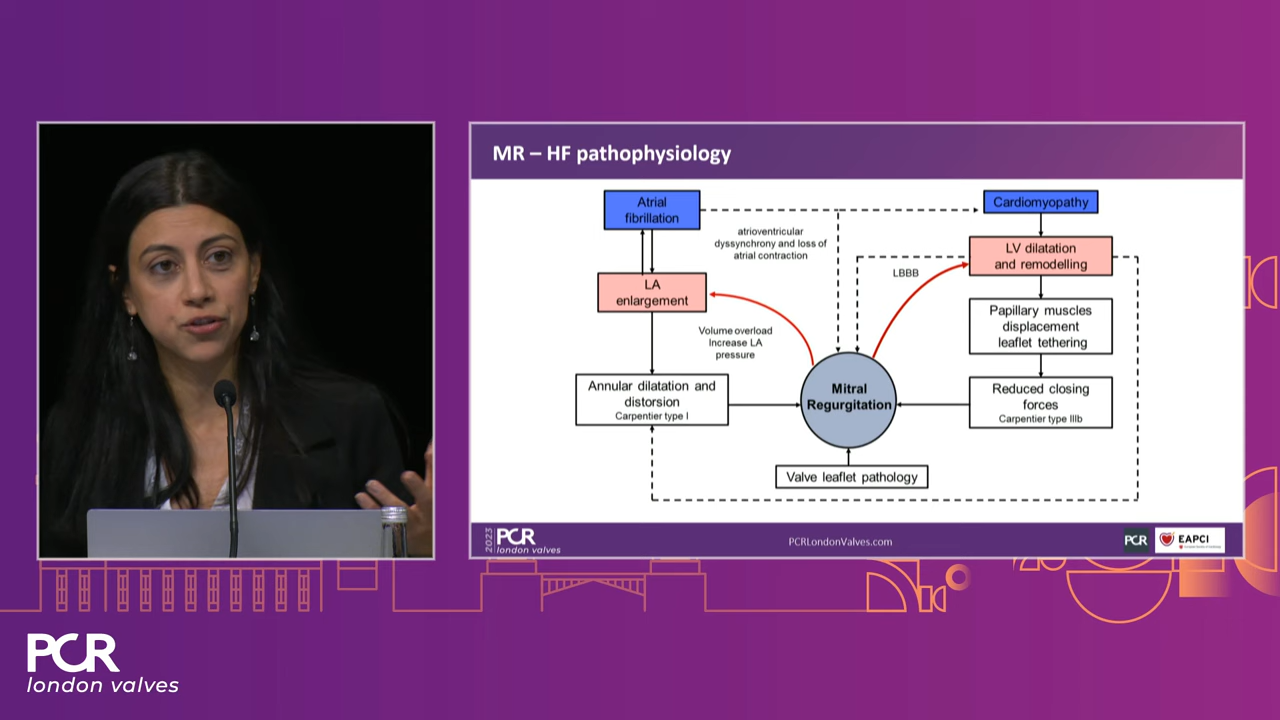 MR – HF pathophysiology
Atrial
fibrillation
Cardiomyopathy
atrioventricular
dyssynchrony and loss of
atrial contraction
LV dilatation
and remodelling
LBBB
LA
enlargement
Papillary muscles
displacement
leaflet tethering
Volume overload
Increase LA
pressure
Annular dilatation and
distorsion
Carpentier type I
Mitral
Regurgitation
Reduced closing
forces
Carpentier type IIIb
Valve leaflet pathology
2023
PCR
london valves
PCRLondonValves.com
PCR
EAPCI
PCR
london valves